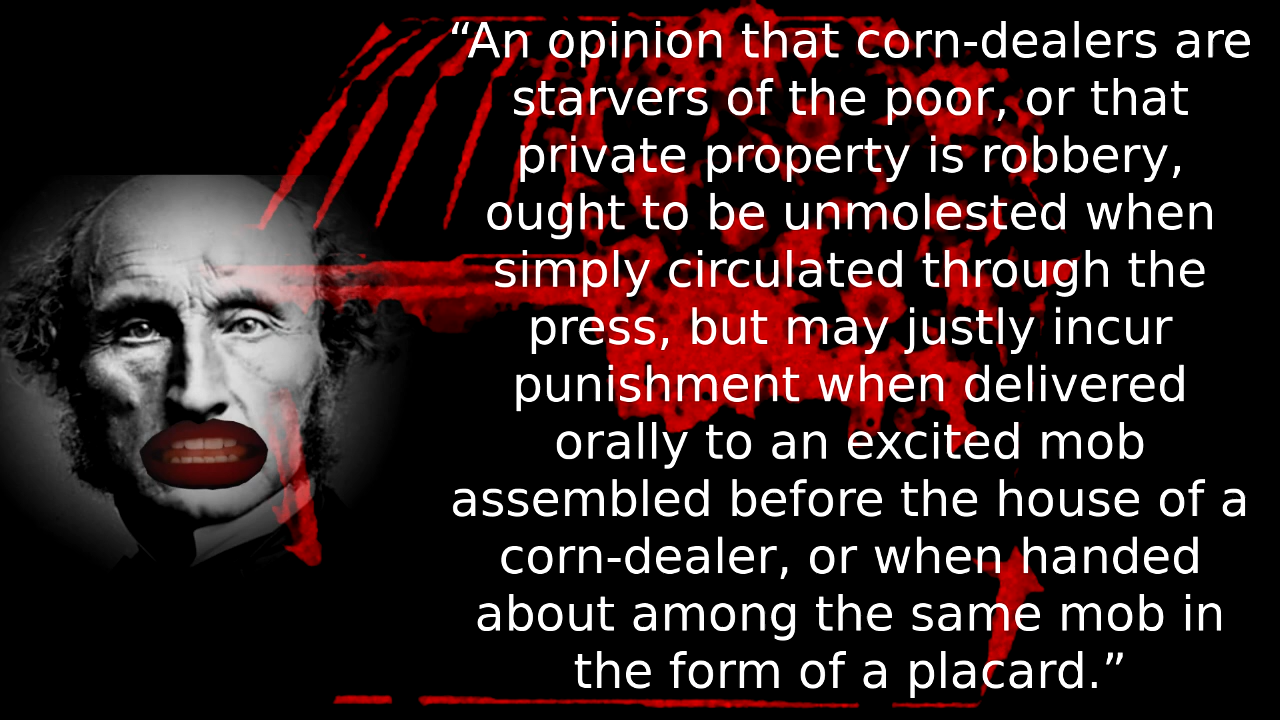 “An opinion that corn-dealers are
starvers of the poor, or that
private property is robbery,
ought to be unmolested when
simply circulated through the
press, but may justly incur
punishment when delivered
orally to an excited mob
assembled before the house of a
corn-dealer, or when handed
about among the same mob in
the form of a placard.”